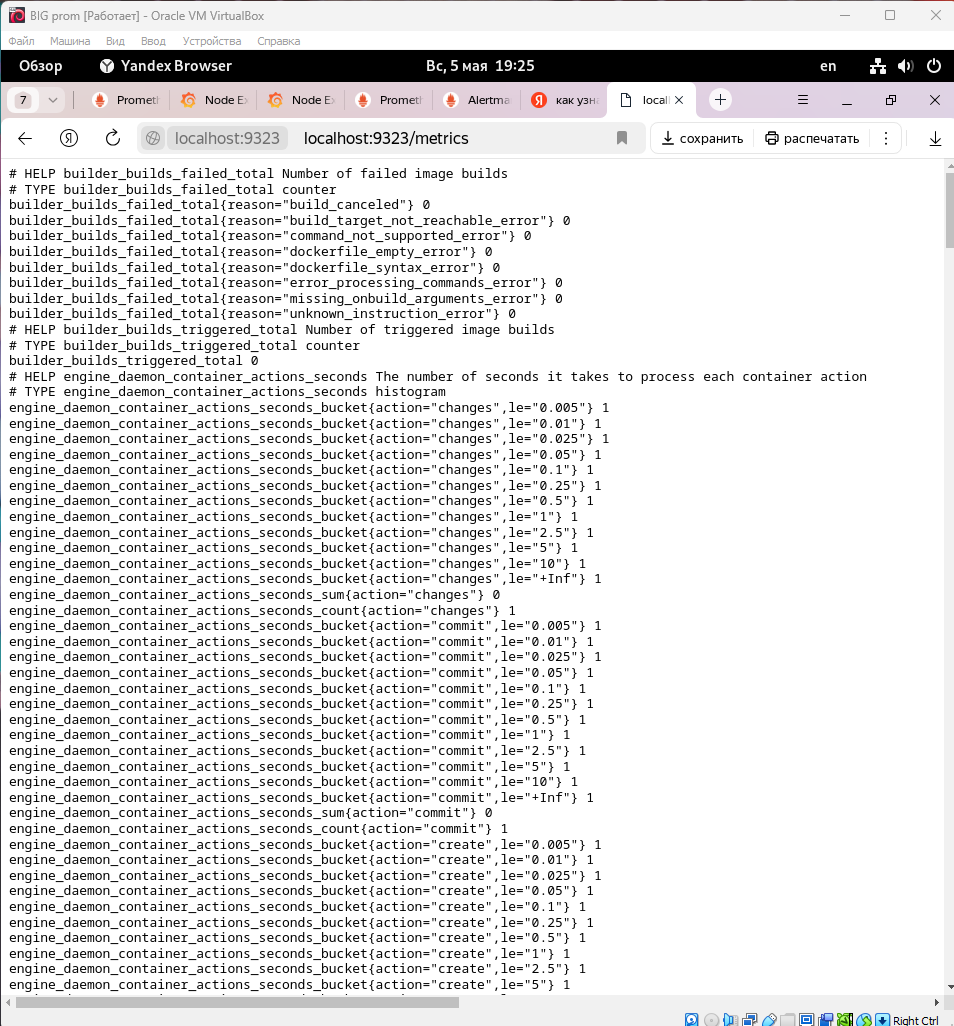 BIG prom [Работает] - Oracle VM VirtualBox
Файл Машина Вид Ввод Устройства Справка
Обзор Yandex Browser Вс, 5 мая 19:25 en
7 Prometh Node Ex Node Ex Prometh Alertma как узна local
localhost:9323 localhost:9323/metrics сохранить распечатать
# HELP builder_builds_failed_total Number of failed image builds
# TYPE builder_builds_failed_total counter
builder_builds_failed_total{reason="build_canceled"} 0
builder_builds_failed_total{reason="build_target_not_reachable_error"} 0
builder_builds_failed_total{reason="command_not_supported_error"} 0
builder_builds_failed_total{reason="dockerfile_empty_error"} 0
builder_builds_failed_total{reason="dockerfile_syntax_error"} 0
builder_builds_failed_total{reason="error_processing_commands_error"} 0
builder_builds_failed_total{reason="missing_onbuild_arguments_error"} 0
builder_builds_failed_total{reason="unknown_instruction_error"} 0
# HELP builder_builds_triggered_total Number of triggered image builds
# TYPE builder_builds_triggered_total counter
builder_builds_triggered_total 0
# HELP engine_daemon_container_actions_seconds The number of seconds it takes to process each container action
# TYPE engine_daemon_container_actions_seconds histogram
engine_daemon_container_actions_seconds_bucket{action="changes",le="0.005"} 1
engine_daemon_container_actions_seconds_bucket{action="changes",le="0.01"} 1
engine_daemon_container_actions_seconds_bucket{action="changes",le="0.025"} 1
engine_daemon_container_actions_seconds_bucket{action="changes",le="0.05"} 1
engine_daemon_container_actions_seconds_bucket{action="changes",le="0.1"} 1
engine_daemon_container_actions_seconds_bucket{action="changes",le="0.25"} 1
engine_daemon_container_actions_seconds_bucket{action="changes",le="0.5"} 1
engine_daemon_container_actions_seconds_bucket{action="changes",le="1"} 1
engine_daemon_container_actions_seconds_bucket{action="changes",le="2.5"} 1
engine_daemon_container_actions_seconds_bucket{action="changes",le="5"} 1
engine_daemon_container_actions_seconds_bucket{action="changes",le="10"} 1
engine_daemon_container_actions_seconds_bucket{action="changes",le="+Inf"} 1
engine_daemon_container_actions_seconds_sum{action="changes"} 0
engine_daemon_container_actions_seconds_count{action="changes"} 1
engine_daemon_container_actions_seconds_bucket{action="commit",le="0.005"} 1
engine_daemon_container_actions_seconds_bucket{action="commit",le="0.01"} 1
engine_daemon_container_actions_seconds_bucket{action="commit",le="0.025"} 1
engine_daemon_container_actions_seconds_bucket{action="commit",le="0.05"} 1
engine_daemon_container_actions_seconds_bucket{action="commit",le="0.1"} 1
engine_daemon_container_actions_seconds_bucket{action="commit",le="0.25"} 1
engine_daemon_container_actions_seconds_bucket{action="commit",le="0.5"} 1
engine_daemon_container_actions_seconds_bucket{action="commit",le="1"} 1
engine_daemon_container_actions_seconds_bucket{action="commit",le="2.5"} 1
engine_daemon_container_actions_seconds_bucket{action="commit",le="5"} 1
engine_daemon_container_actions_seconds_bucket{action="commit",le="10"} 1
engine_daemon_container_actions_seconds_bucket{action="commit",le="+Inf"} 1
engine_daemon_container_actions_seconds_sum{action="commit"} 0
engine_daemon_container_actions_seconds_count{action="commit"} 1
engine_daemon_container_actions_seconds_bucket{action="create",le="0.005"} 1
engine_daemon_container_actions_seconds_bucket{action="create",le="0.01"} 1
engine_daemon_container_actions_seconds_bucket{action="create",le="0.025"} 1
engine_daemon_container_actions_seconds_bucket{action="create",le="0.05"} 1
engine_daemon_container_actions_seconds_bucket{action="create",le="0.1"} 1
engine_daemon_container_actions_seconds_bucket{action="create",le="0.25"} 1
engine_daemon_container_actions_seconds_bucket{action="create",le="0.5"} 1
engine_daemon_container_actions_seconds_bucket{action="create",le="1"} 1
engine_daemon_container_actions_seconds_bucket{action="create",le="2.5"} 1
engine_daemon_container_actions_seconds_bucket{action="create",le="5"} 1
Right Ctrl